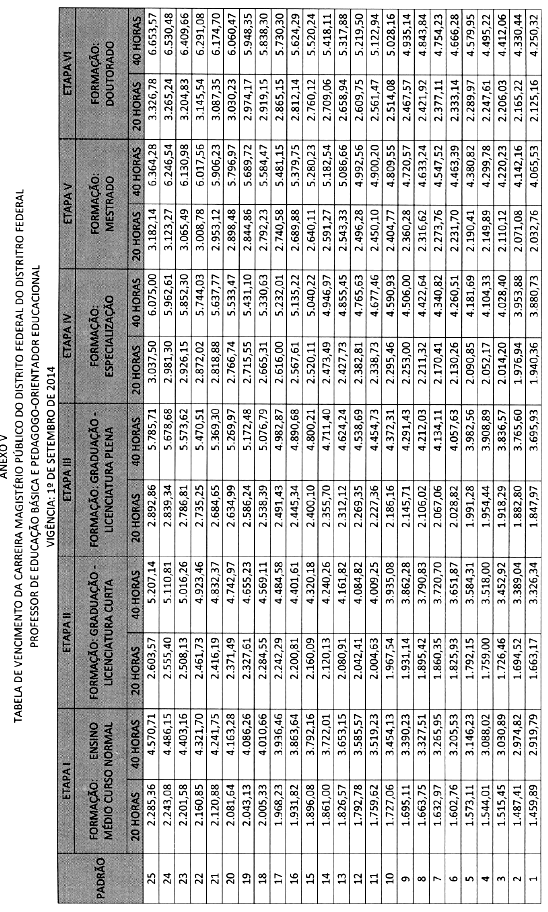 ANEXO V
TABELA DE VENCIMENTO DA CARREIRA MAGISTÉRIO PÚBLICO DO DISTRITO FEDERAL DO DISTRITRO FEDERAL
PROFESSOR DE EDUCAÇÃO BÁSICA E PEDAGOGO-ORIENTADOR EDUCACIONAL
VIGÊNCIA: 1º DE SETEMBRO DE 2014
PADRÃO ETAPA I ETAPA II ETAPA III ETAPA IV ETAPA V ETAPA VI
FORMAÇÃO: ENSINO MÉDIO CURSO NORMAL FORMAÇÃO: GRADUAÇÃO - LICENCIATURA CURTA FORMAÇÃO: GRADUAÇÃO - LICENCIATURA PLENA FORMAÇÃO: ESPECIALIZAÇÃO FORMAÇÃO: MESTRADO FORMAÇÃO: DOUTORADO
20 HORAS 40 HORAS 20 HORAS 40 HORAS 20 HORAS 40 HORAS 20 HORAS 40 HORAS 20 HORAS 40 HORAS 20 HORAS 40 HORAS
25 2.285,36 4.570,71 2.603,57 5.207,14 2.892,86 5.785,71 3.037,50 6.075,00 3.182,14 6.364,28 3.326,78 6.653,57
24 2.243,08 4.486,15 2.555,40 5.110,81 2.839,34 5.678,68 2.981,30 5.962,61 3.123,27 6.246,54 3.265,24 6.530,48
23 2.201,58 4.403,16 2.508,13 5.016,26 2.786,81 5.573,62 2.926,15 5.852,30 3.065,49 6.130,98 3.204,83 6.409,66
22 2.160,85 4.321,70 2.461,73 4.923,46 2.735,25 5.470,51 2.872,02 5.744,03 3.008,78 6.017,56 3.145,54 6.291,08
21 2.120,88 4.241,75 2.416,19 4.832,37 2.684,65 5.369,30 2.818,88 5.637,77 2.953,12 5.906,23 3.087,35 6.174,70
20 2.081,64 4.163,28 2.371,49 4.742,97 2.634,99 5.269,97 2.766,74 5.533,47 2.898,48 5.796,97 3.030,23 6.060,47
19 2.043,13 4.086,26 2.327,61 4.655,23 2.586,24 5.172,48 2.715,55 5.431,10 2.844,86 5.689,72 2.974,17 5.948,35
18 2.005,33 4.010,66 2.284,55 4.569,11 2.538,39 5.076,79 2.665,31 5.330,63 2.792,23 5.584,47 2.919,15 5.838,30
17 1.968,23 3.936,46 2.242,29 4.484,58 2.491,43 4.982,87 2.616,00 5.232,01 2.740,58 5.481,15 2.865,15 5.730,30
16 1.931,82 3.863,64 2.200,81 4.401,61 2.445,34 4.890,68 2.567,61 5.135,22 2.689,88 5.379,75 2.812,14 5.624,29
15 1.896,08 3.792,16 2.160,09 4.320,18 2.400,10 4.800,21 2.520,11 5.040,22 2.640,11 5.280,23 2.760,12 5.520,24
14 1.861,00 3.722,01 2.120,13 4.240,26 2.355,70 4.711,40 2.473,49 4.946,97 2.591,27 5.182,54 2.709,06 5.418,11
13 1.826,57 3.653,15 2.080,91 4.161,82 2.312,12 4.624,24 2.427,73 4.855,45 2.543,33 5.086,66 2.658,94 5.317,88
12 1.792,78 3.585,57 2.042,41 4.084,82 2.269,35 4.538,69 2.382,81 4.765,63 2.496,28 4.992,56 2.609,75 5.219,50
11 1.759,62 3.519,23 2.004,63 4.009,25 2.227,36 4.454,73 2.338,73 4.677,46 2.450,10 4.900,20 2.561,47 5.122,94
10 1.727,06 3.454,13 1.967,54 3.935,08 2.186,16 4.372,31 2.295,46 4.590,93 2.404,77 4.809,55 2.514,08 5.028,16
9 1.695,11 3.390,23 1.931,14 3.862,28 2.145,71 4.291,43 2.253,00 4.506,00 2.360,28 4.720,57 2.467,57 4.935,14
8 1.663,75 3.327,51 1.895,42 3.790,83 2.106,02 4.212,03 2.211,32 4.422,64 2.316,62 4.633,24 2.421,92 4.843,84
7 1.632,97 3.265,95 1.860,35 3.720,70 2.067,06 4.134,11 2.170,41 4.340,82 2.273,76 4.547,52 2.377,11 4.754,23
6 1.602,76 3.205,53 1.825,93 3.651,87 2.028,82 4.057,63 2.130,26 4.260,51 2.231,70 4.463,39 2.333,14 4.666,28
5 1.573,11 3.146,23 1.792,15 3.584,31 1.991,28 3.982,56 2.090,85 4.181,69 2.190,41 4.380,82 2.289,97 4.579,95
4 1.544,01 3.088,02 1.759,00 3.518,00 1.954,44 3.908,89 2.052,17 4.104,33 2.149,89 4.299,78 2.247,61 4.495,22
3 1.515,45 3.030,89 1.726,46 3.452,92 1.918,29 3.836,57 2.014,20 4.028,40 2.110,12 4.220,23 2.206,03 4.412,06
2 1.487,41 2.974,82 1.694,52 3.389,04 1.882,80 3.765,60 1.976,94 3.953,88 2.071,08 4.142,16 2.165,22 4.330,44
1 1.459,89 2.919,79 1.663,17 3.326,34 1.847,97 3.695,93 1.940,36 3.880,73 2.032,76 4.065,53 2.125,16 4.250,32